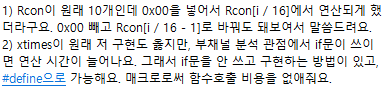 1) Rcon이 원래 10개인데 0x00을 넣어서 Rcon[i / 16]에서 연산되게 했
더라구요. 0x00 빼고 Rcon[i / 16 - 1]로 바꿔도 돼보여서 말씀드려요.
2) xtimes이 원래 저 구현도 옳지만, 부채널 분석 관점에서 if문이 쓰이
면 연산 시간이 늘어나요. 그래서 if문을 안 쓰고 구현하는 방법이 있고,
#define으로 가능해요. 매크로로써 함수호출 비용을 없애줘요.